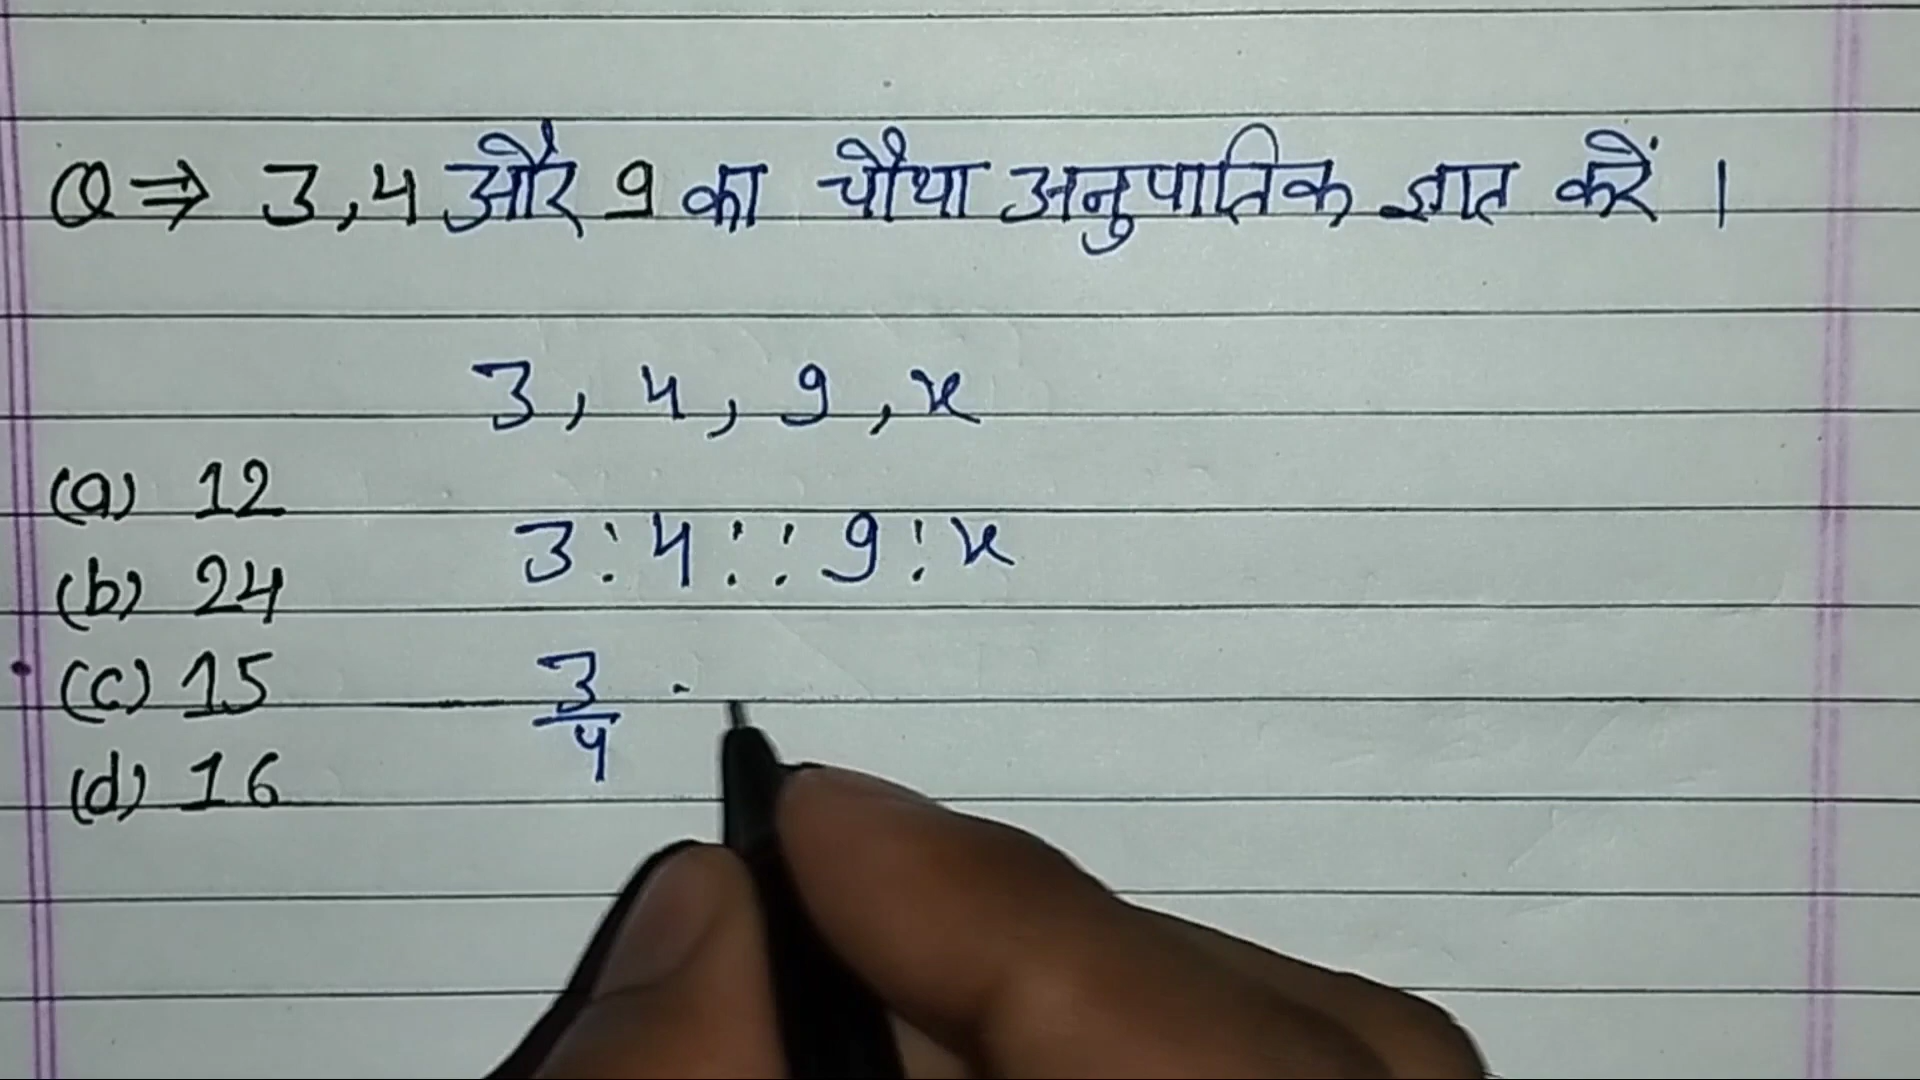 Q ⇒ 3, 4 और 9 का चौथा अनुपातिक ज्ञात करें ।
3, 4, 9, x
(a) 12
3:4::9:x
(b) 24
(c) 15
3/4 -
(d) 16